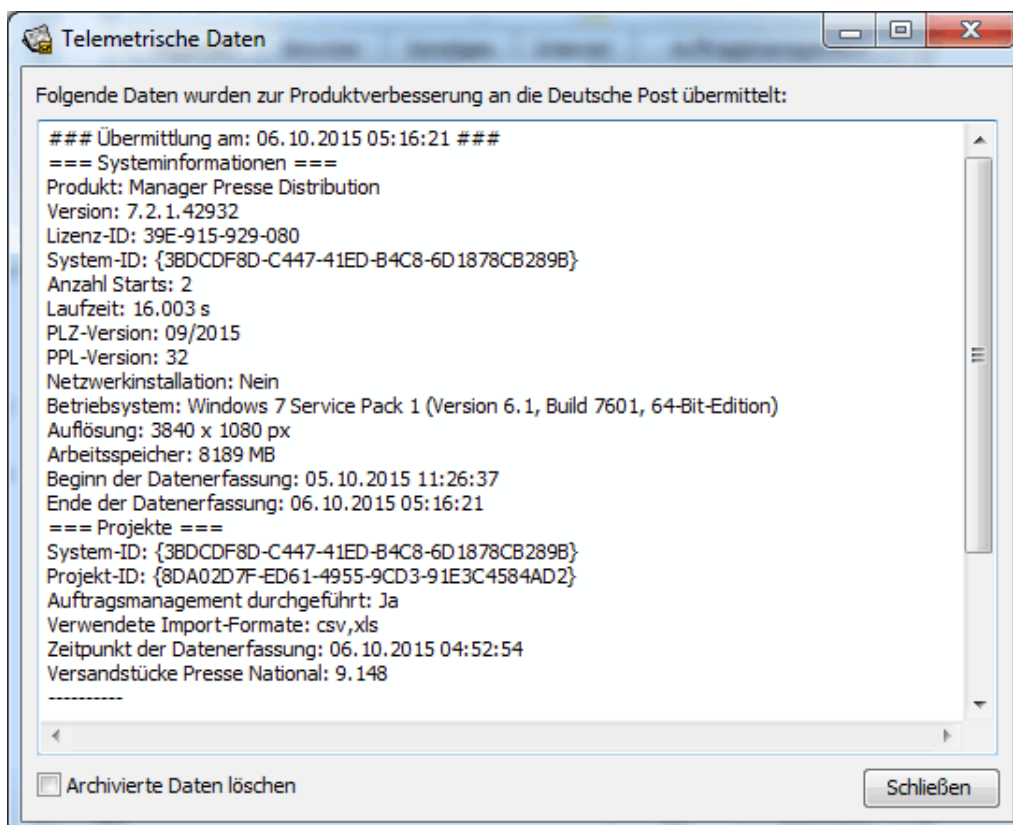 Telemetrische Daten
Folgende Daten wurden zur Produktverbesserung an die Deutsche Post übermittelt:
### Übermittlung am: 06.10.2015 05:16:21 ###
=== Systeminformationen ===
Produkt: Manager Presse Distribution
Version: 7.2.1.42932
Lizenz-ID: 39E-915-929-080
System-ID: {3BDCDF8D-C447-41ED-B4C8-6D1878CB289B}
Anzahl Starts: 2
Laufzeit: 16.003 s
PLZ-Version: 09/2015
PPL-Version: 32
Netzwerkinstallation: Nein
Betriebsystem: Windows 7 Service Pack 1 (Version 6.1, Build 7601, 64-Bit-Edition)
Auflösung: 3840 x 1080 px
Arbeitsspeicher: 8189 MB
Beginn der Datenerfassung: 05.10.2015 11:26:37
Ende der Datenerfassung: 06.10.2015 05:16:21
=== Projekte ===
System-ID: {3BDCDF8D-C447-41ED-B4C8-6D1878CB289B}
Projekt-ID: {8DA02D7F-ED61-4955-9CD3-91E3C4584AD2}
Auftragsmanagement durchgeführt: Ja
Verwendete Import-Formate: csv,xls
Zeitpunkt der Datenerfassung: 06.10.2015 04:52:54
Versandstücke Presse National: 9.148
----------
Archivierte Daten löschen
Schließen